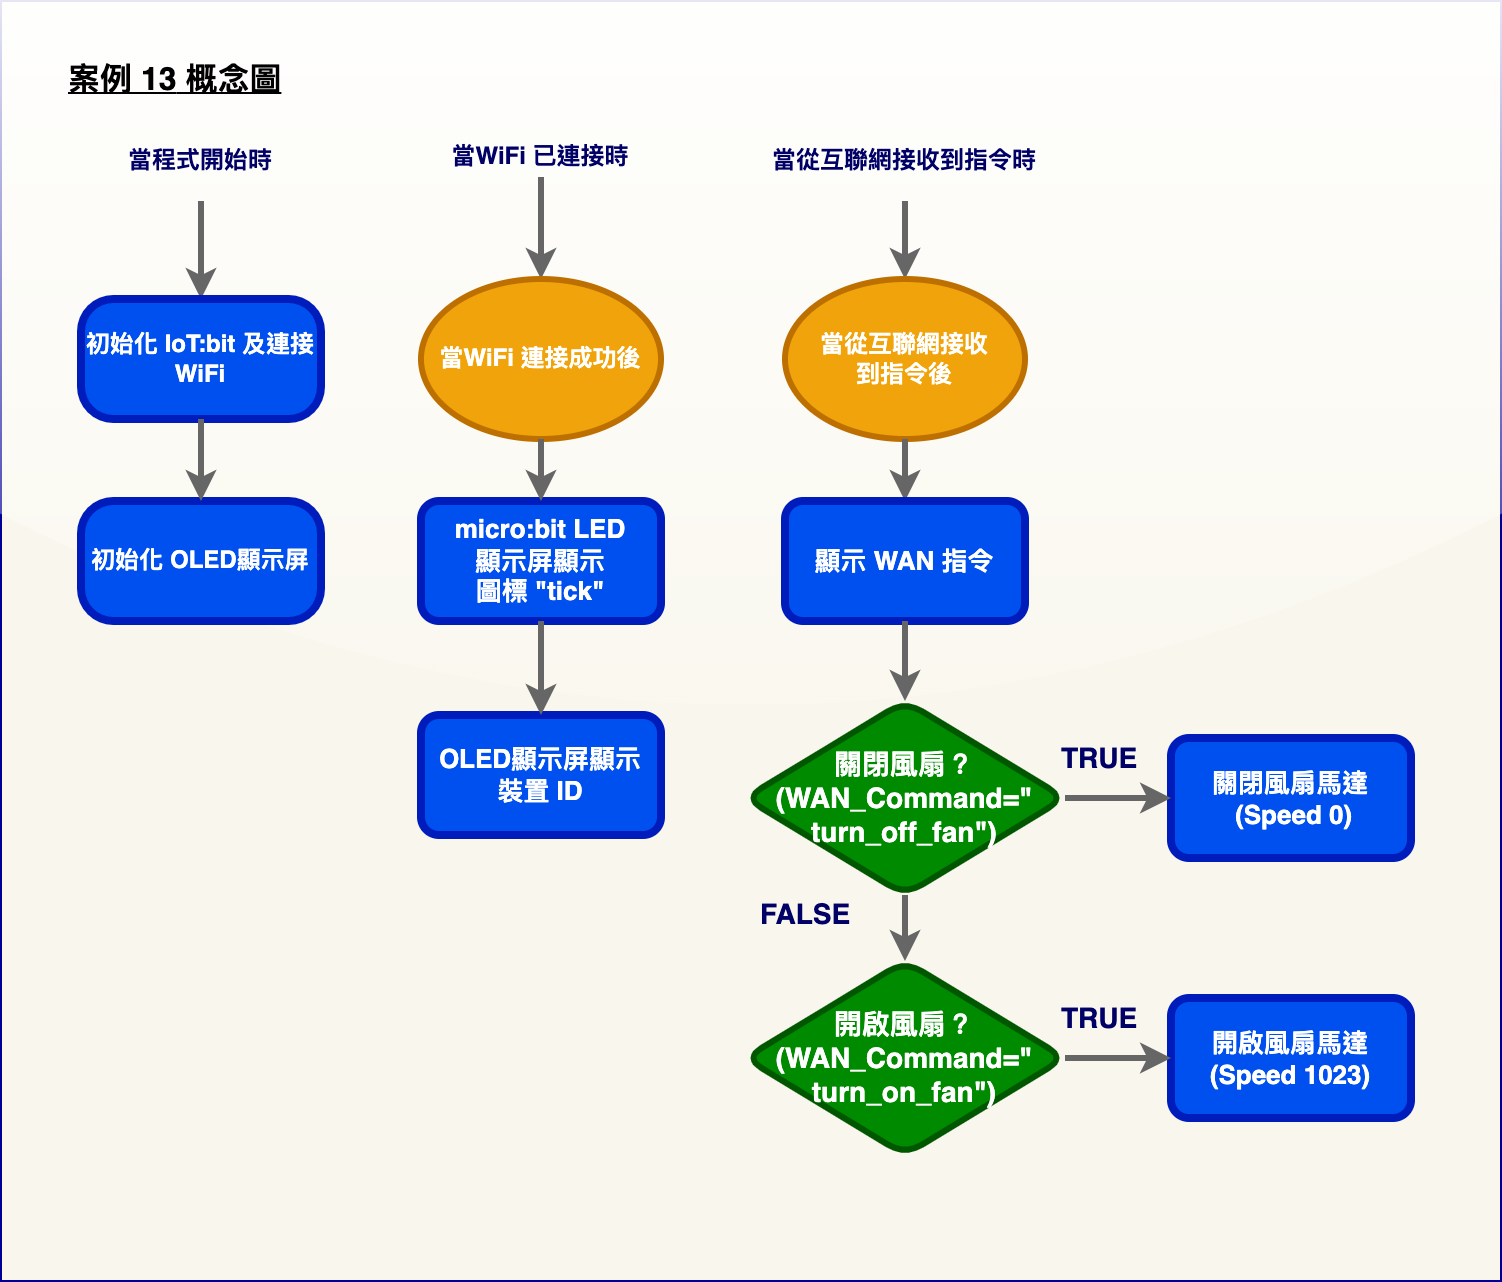 案例 13 概念圖
當程式開始時
初始化 IoT:bit 及連接
WiFi
初始化 OLED顯示屏
當WiFi 已連接時
當WiFi 連接成功後
micro:bit LED
顯示屏顯示
圖標 "tick"
OLED顯示屏顯示
裝置 ID
當從互聯網接收到指令時
當從互聯網接收
到指令後
顯示 WAN 指令
關閉風扇？
(WAN_Command="
turn_off_fan")
TRUE
關閉風扇馬達
(Speed 0)
FALSE
開啟風扇？
(WAN_Command="
turn_on_fan")
TRUE
開啟風扇馬達
(Speed 1023)